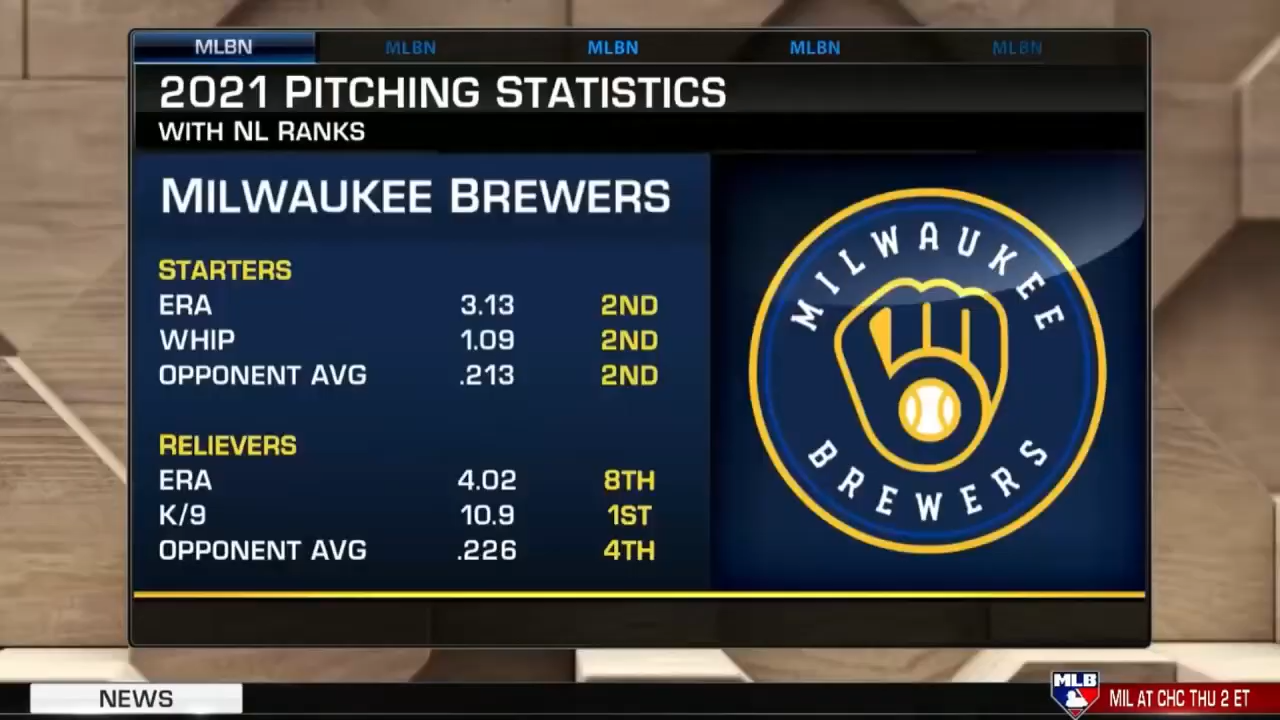 MLBN MLBN MLBN MLBN MLBN
2021 PITCHING STATISTICS
WITH NL RANKS
MILWAUKEE BREWERS
STARTERS
ERA 3.13 2ND
WHIP 1.09 2ND
OPPONENT AVG .213 2ND
RELIEVERS
ERA 4.02 8TH
K/9 10.9 1ST
OPPONENT AVG .226 4TH
MILWAUKEE
BREWERS
NEWS
MLB
MIL AT CHC THU 2 ET